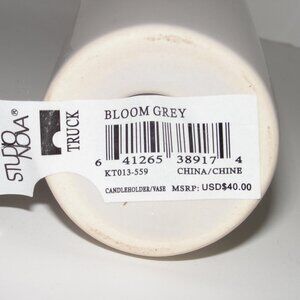 STUDIO
NOVA®
TRUCK
BLOOM GREY
6 41265 38917 4
KT013-559 CHINA/CHINE
CANDLEHOLDER/VASE MSRP: USD$40.00